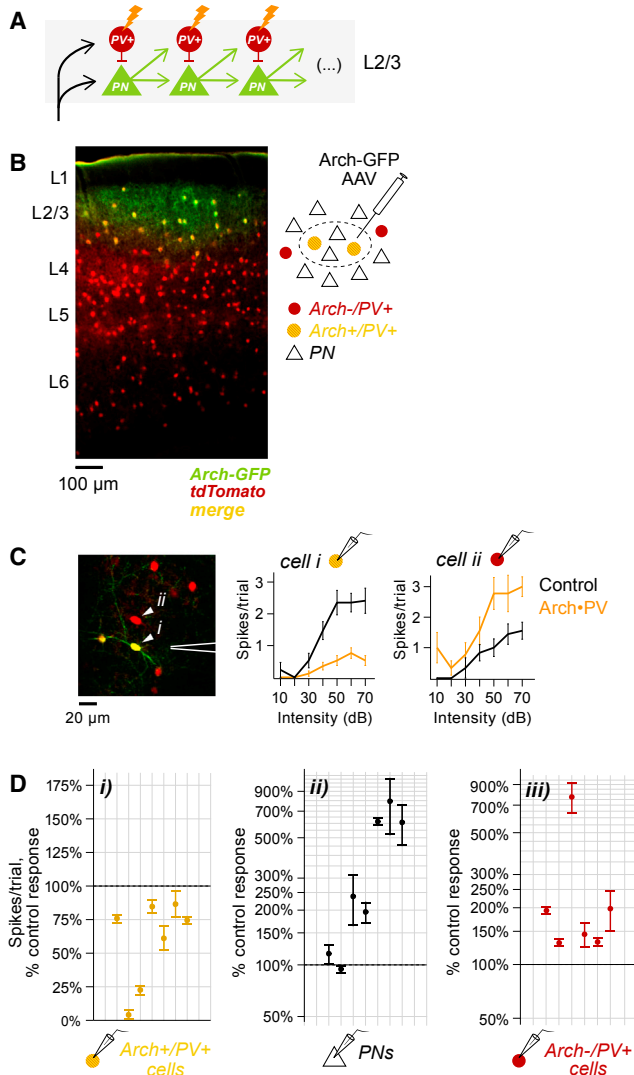 A
PV+ PV+ PV+
PN PN PN
(...) L2/3
B
L1
L2/3
L4
L5
L6
100 µm
Arch-GFP
tdTomato
merge
Arch-GFP
AAV
Arch-/PV+
Arch+/PV+
PN
C
ii
i
20 µm
cell i
Spikes/trial
3
2
1
10 30 50 70
Intensity (dB)
cell ii
Spikes/trial
3
2
1
10 30 50 70
Intensity (dB)
Control
Arch•PV
D
i)
Spikes/trial,
% control response
175%
150%
125%
100%
75%
50%
25%
0%
Arch+/PV+
cells
ii)
% control response
900%
700%
500%
300%
250%
200%
150%
100%
50%
PNs
iii)
% control response
900%
700%
500%
300%
250%
200%
150%
100%
50%
Arch-/PV+
cells